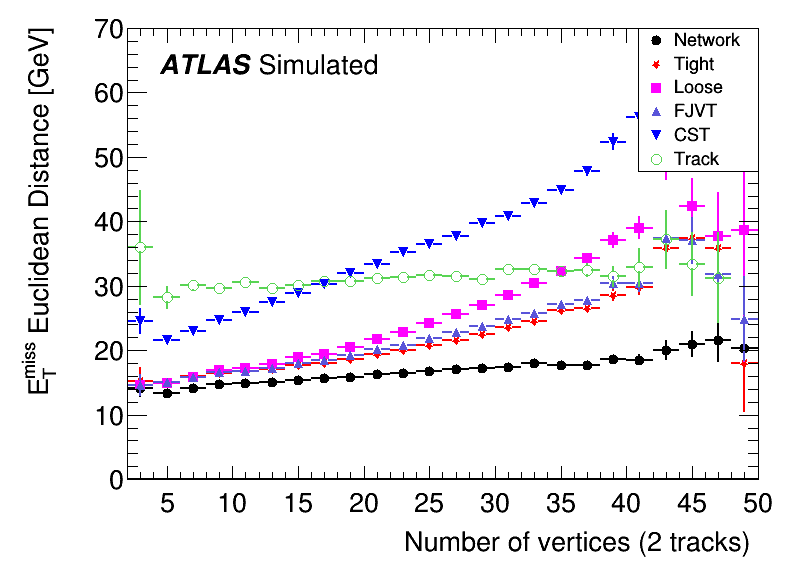 E_T^miss Euclidean Distance [GeV]
70
60
50
40
30
20
10
0
ATLAS Simulated
Network
Tight
Loose
FJVT
CST
Track
5 10 15 20 25 30 35 40 45 50
Number of vertices (2 tracks)